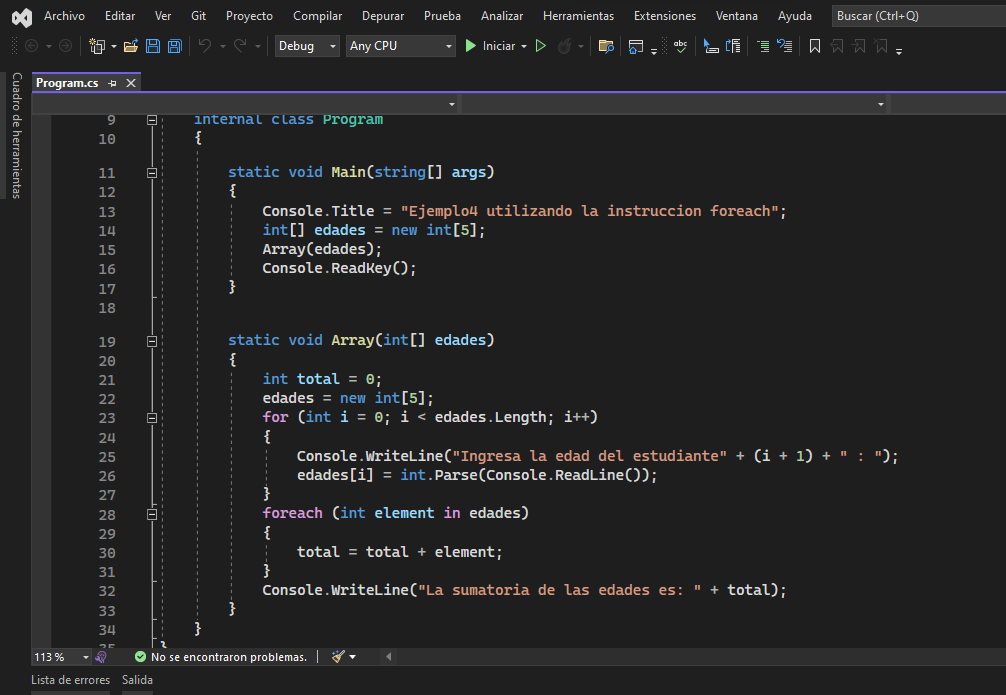 Archivo Editar Ver Git Proyecto Compilar Depurar Prueba Analizar Herramientas Extensiones Ventana Ayuda Buscar (Ctrl+Q)
Debug Any CPU Iniciar abc
Program.cs
Cuadro de herramientas
9 internal class Program
10 {
11 static void Main(string[] args)
12 {
13 Console.Title = "Ejemplo4 utilizando la instruccion foreach";
14 int[] edades = new int[5];
15 Array(edades);
16 Console.ReadKey();
17 }
18
19 static void Array(int[] edades)
20 {
21 int total = 0;
22 edades = new int[5];
23 for (int i = 0; i < edades.Length; i++)
24 {
25 Console.WriteLine("Ingresa la edad del estudiante" + (i + 1) + " : ");
26 edades[i] = int.Parse(Console.ReadLine());
27 }
28 foreach (int element in edades)
29 {
30 total = total + element;
31 }
32 Console.WriteLine("La sumatoria de las edades es: " + total);
33 }
34 }
35 }
113 % No se encontraron problemas.
Lista de errores Salida